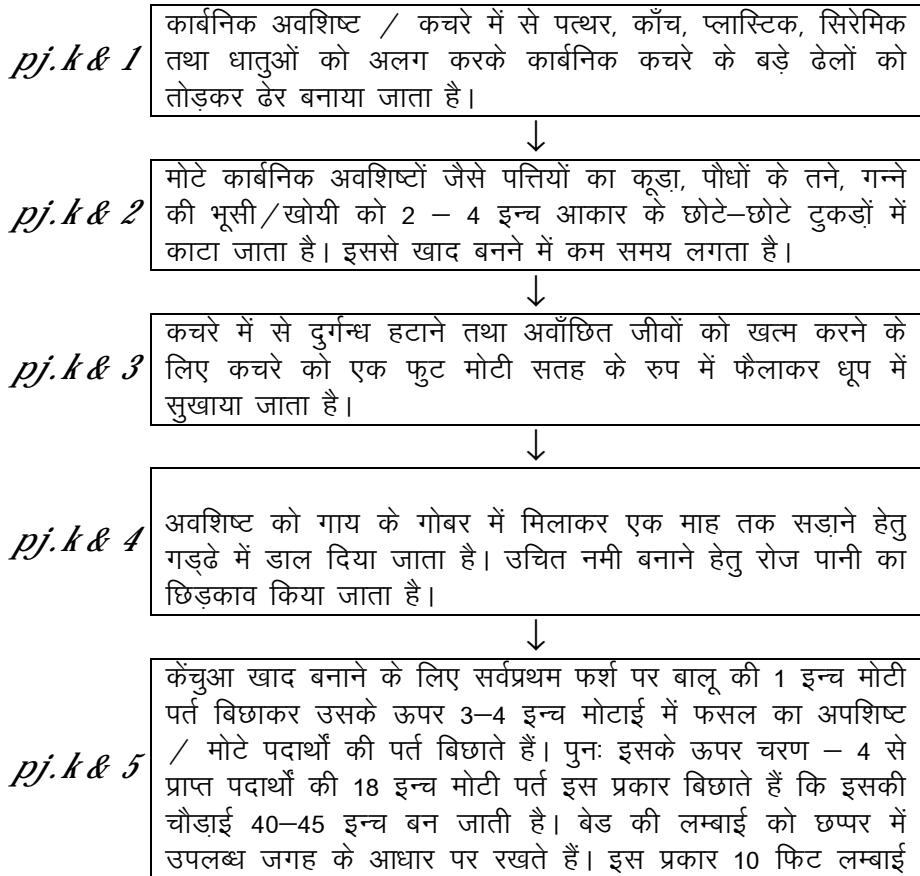 कार्बनिक अवशिष्ट / कचरे में से पत्थर, काँच, प्लास्टिक, सिरेमिक
pj.k& 1 तथा धातुओं को अलग करके कार्बनिक कचरे के बड़े ढेलों को
तोड़कर ढेर बनाया जाता है।
↓
मोटे कार्बनिक अवशिष्टों जैसे पत्तियों का कूडा़, पौधों के तने, गन्ने
pj.k& 2 की भूसी/खोयी को 2 – 4 इन्च आकार के छोटे–छोटे टुकडो़ं में
काटा जाता है। इससे खाद बनने में कम समय लगता है।
↓
कचरे में से दुर्गन्ध हटाने तथा अवाँछित जीवों को खत्म करने के
pj.k& 3 लिए कचरे को एक फुट मोटी सतह के रुप में फैलाकर धूप में
सुखाया जाता है।
↓
अवशिष्ट को गाय के गोबर में मिलाकर एक माह तक सडा़ने हेतु
pj.k& 4 गड्ढे में डाल दिया जाता है। उचित नमी बनाने हेतु रोज पानी का
छिड़काव किया जाता है।
↓
केंचुआ खाद बनाने के लिए सर्वप्रथम फर्श पर बालू की 1 इन्च मोटी
पर्त बिछाकर उसके ऊपर 3–4 इन्च मोटाई में फसल का अपशिष्ट
pj.k& 5 / मोटे पदार्थों की पर्त बिछाते हैं। पुनः इसके ऊपर चरण – 4 से
प्राप्त पदार्थों की 18 इन्च मोटी पर्त इस प्रकार बिछाते हैं कि इसकी
चौडा़ई 40–45 इन्च बन जाती है। बेड की लम्बाई को छप्पर में
उपलब्ध जगह के आधार पर रखते हैं। इस प्रकार 10 फिट लम्बाई